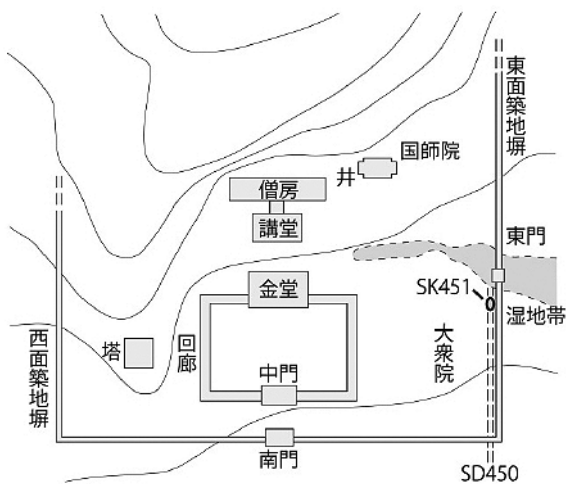 東面築地塀
国師院
井
僧房
講堂
東門
金堂
SK451
湿地帯
大衆院
回廊
塔
西面築地塀
中門
南門
SD450